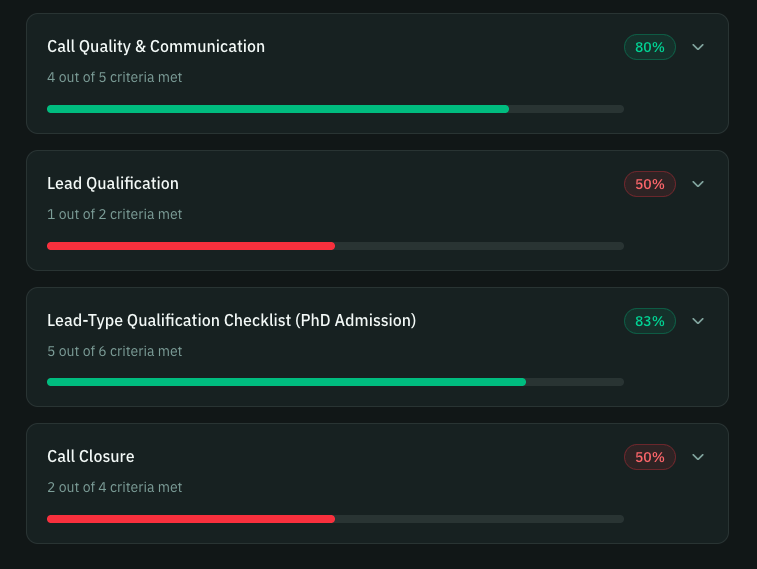 Call Quality & Communication
80%
4 out of 5 criteria met
Lead Qualification
50%
1 out of 2 criteria met
Lead-Type Qualification Checklist (PhD Admission)
83%
5 out of 6 criteria met
Call Closure
50%
2 out of 4 criteria met